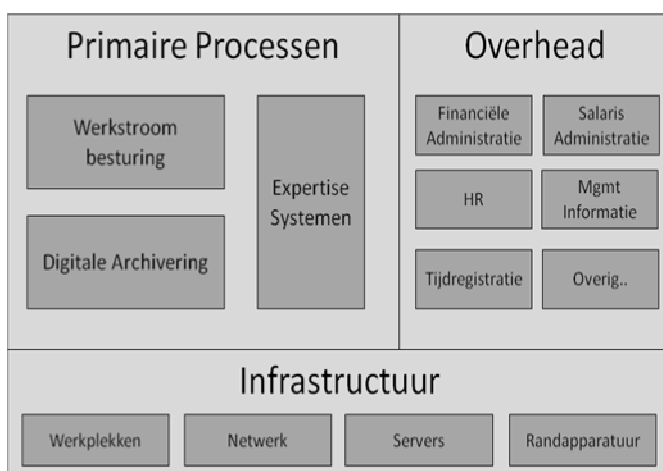 Primaire Processen
Werkstroom
besturing
Digitale Archivering
Expertise
Systemen
Overhead
Financiële
Administratie
Salaris
Administratie
HR
Mgmt
Informatie
Tijdregistratie
Overig..
Infrastructuur
Werkplekken
Netwerk
Servers
Randapparatuur